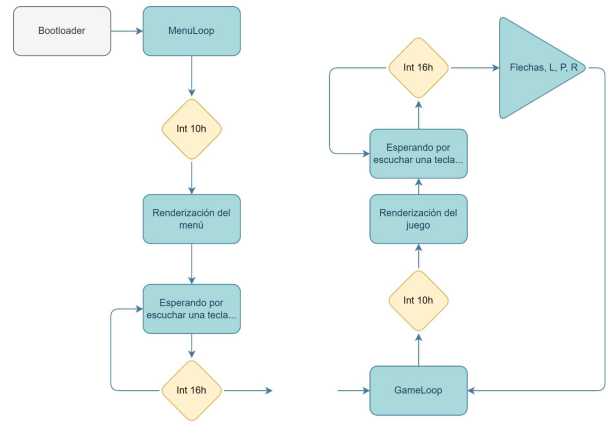 Bootloader
MenuLoop
Int 10h
Renderización del
menú
Esperando por
escuchar una tecla...
Int 16h
Int 16h
Flechas, L, P, R
Esperando por
escuchar una tecla...
Renderización del
juego
Int 10h
GameLoop